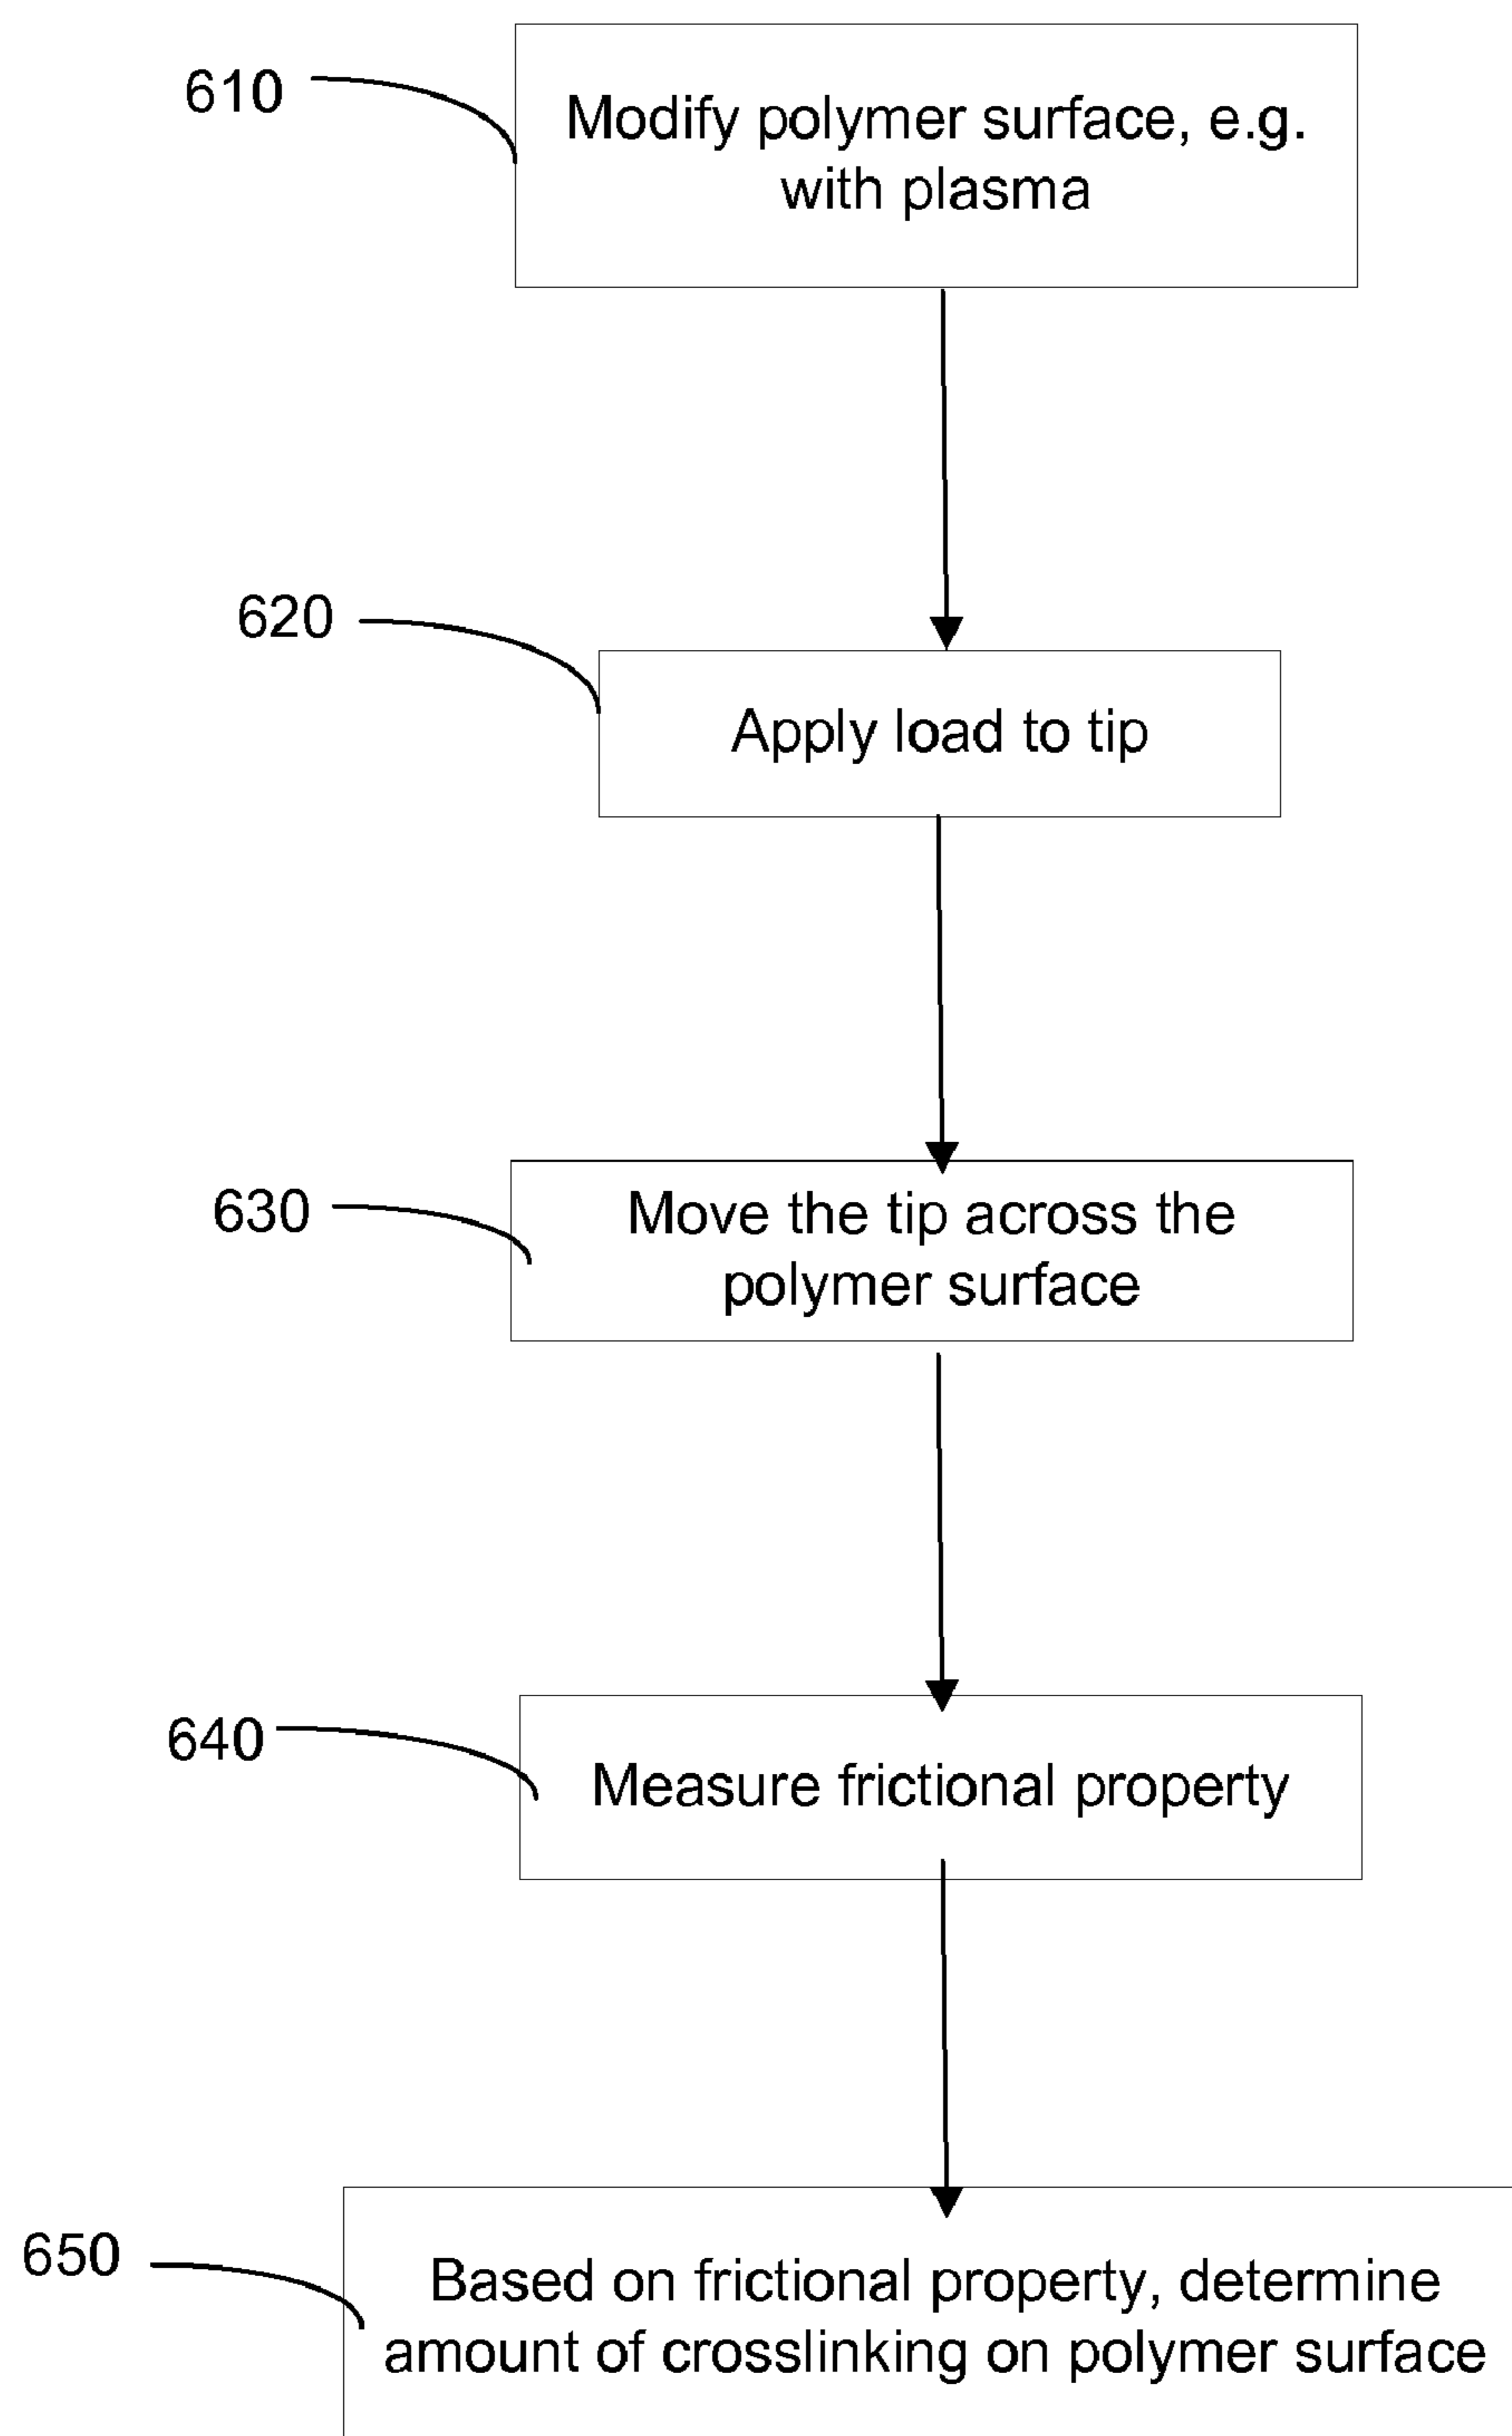 610
Modify polymer surface, e.g.
with plasma
620
Apply load to tip
630
Move the tip across the
polymer surface
640
Measure frictional property
650
Based on frictional property, determine
amount of crosslinking on polymer surface